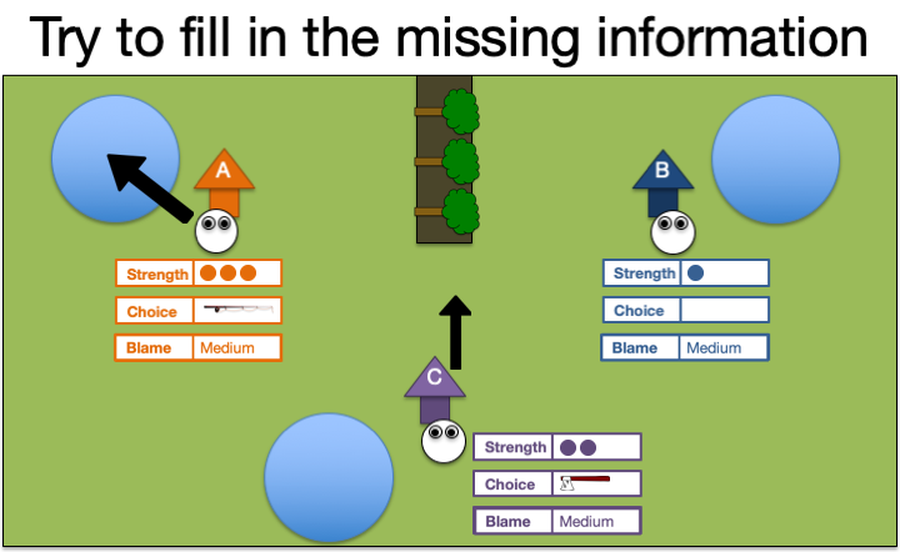 Try to fill in the missing information
A
B
Strength
Choice
Blame Medium
Strength
Choice
Blame Medium
C
Strength
Choice
Blame Medium